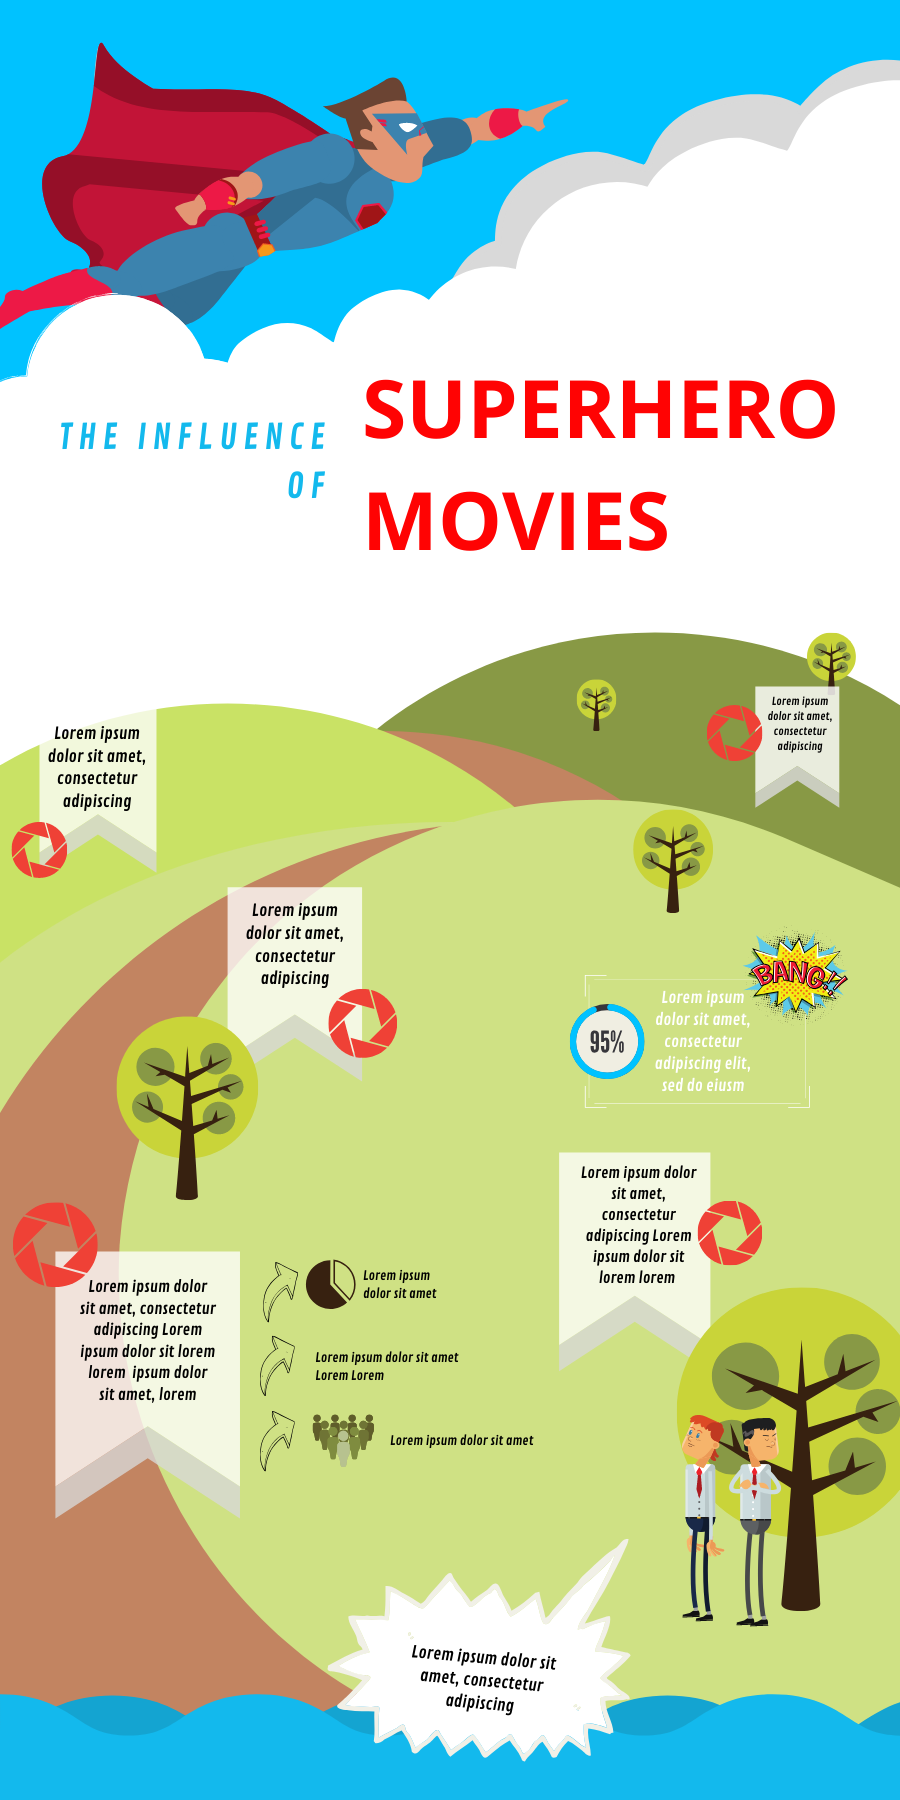 THE INFLUENCE
OF
SUPERHERO
MOVIES
Lorem ipsum
dolor sit amet,
consectetur
adipiscing
Lorem ipsum
dolor sit amet,
consectetur
adipiscing
Lorem ipsum
dolor sit amet,
consectetur
adipiscing
BANG!!
95%
Lorem ipsum
dolor sit amet,
consectetur
adipiscing elit,
sed do eiusm
Lorem ipsum dolor
sit amet,
consectetur
adipiscing Lorem
ipsum dolor sit
lorem lorem
Lorem ipsum dolor
sit amet, consectetur
adipiscing Lorem
ipsum dolor sit lorem
lorem ipsum dolor
sit amet, lorem
Lorem ipsum
dolor sit amet
Lorem ipsum dolor sit amet
Lorem Lorem
Lorem ipsum dolor sit amet
Lorem ipsum dolor sit
amet, consectetur
adipiscing